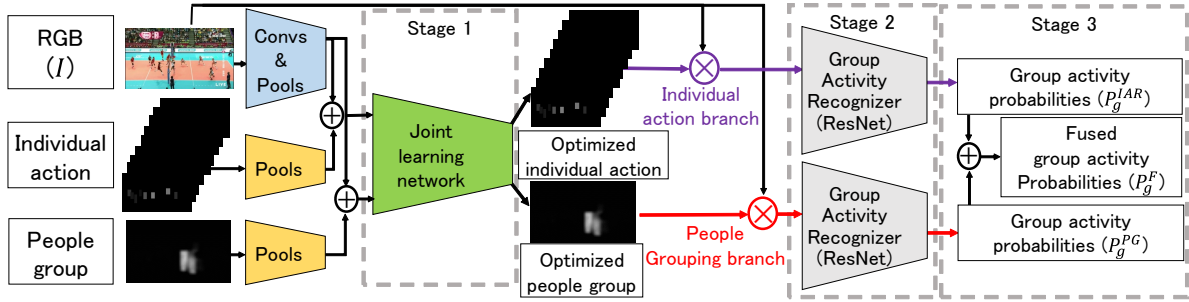 RGB
(I)
Individual
action
People
group
Convs
&
Pools
Pools
Pools
Stage 1
Joint
learning
network
Optimized
individual action
Optimized
people group
Individual
action branch
People
Grouping branch
Stage 2
Group
Activity
Recognizer
(ResNet)
Group
Activity
Recognizer
(ResNet)
Stage 3
Group activity
probabilities (P_g^{IAR})
Fused
group activity
Probabilities (P_g^F)
Group activity
probabilities (P_g^{PG})